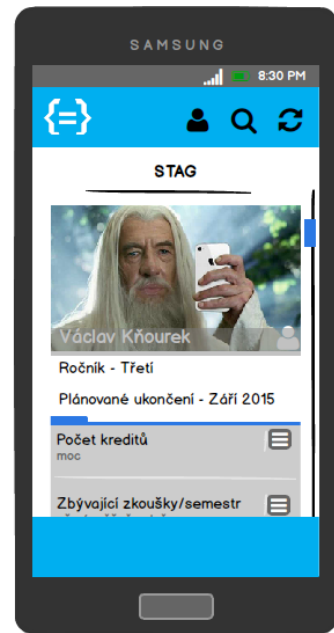 SAMSUNG
8:30 PM
{=}
STAG
Václav Kňourek
Ročník - Třetí
Plánované ukončení - Září 2015
Počet kreditů
moc
Zbývající zkoušky/semestr